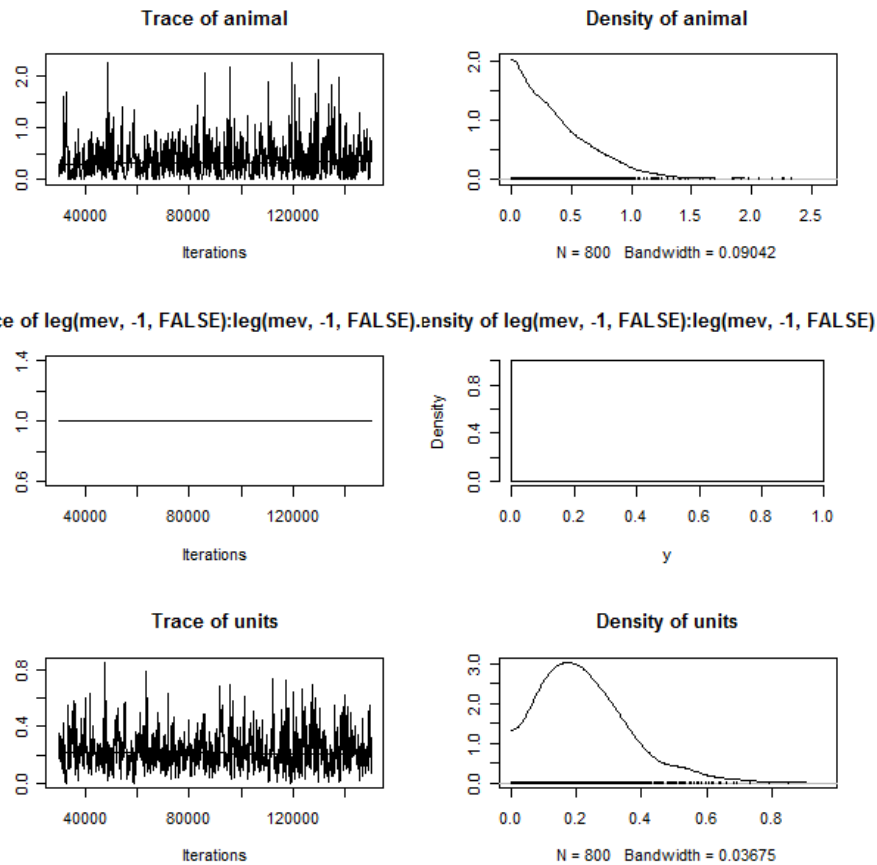 Trace of animal
Density of animal
2.0
1.0
0.0
40000 80000 120000
Iterations
2.0
1.0
0.0
0.0 0.5 1.0 1.5 2.0 2.5
N = 800 Bandwidth = 0.09042
ce of leg(mev, -1, FALSE):leg(mev, -1, FALSE).
ensity of leg(mev, -1, FALSE):leg(mev, -1, FALSE)
1.4
1.0
0.6
40000 80000 120000
Iterations
Density
0.8
0.4
0.0
0.0 0.2 0.4 0.6 0.8 1.0
y
Trace of units
Density of units
0.8
0.4
0.0
40000 80000 120000
Iterations
3.0
2.0
1.0
0.0
0.0 0.2 0.4 0.6 0.8
N = 800 Bandwidth = 0.03675